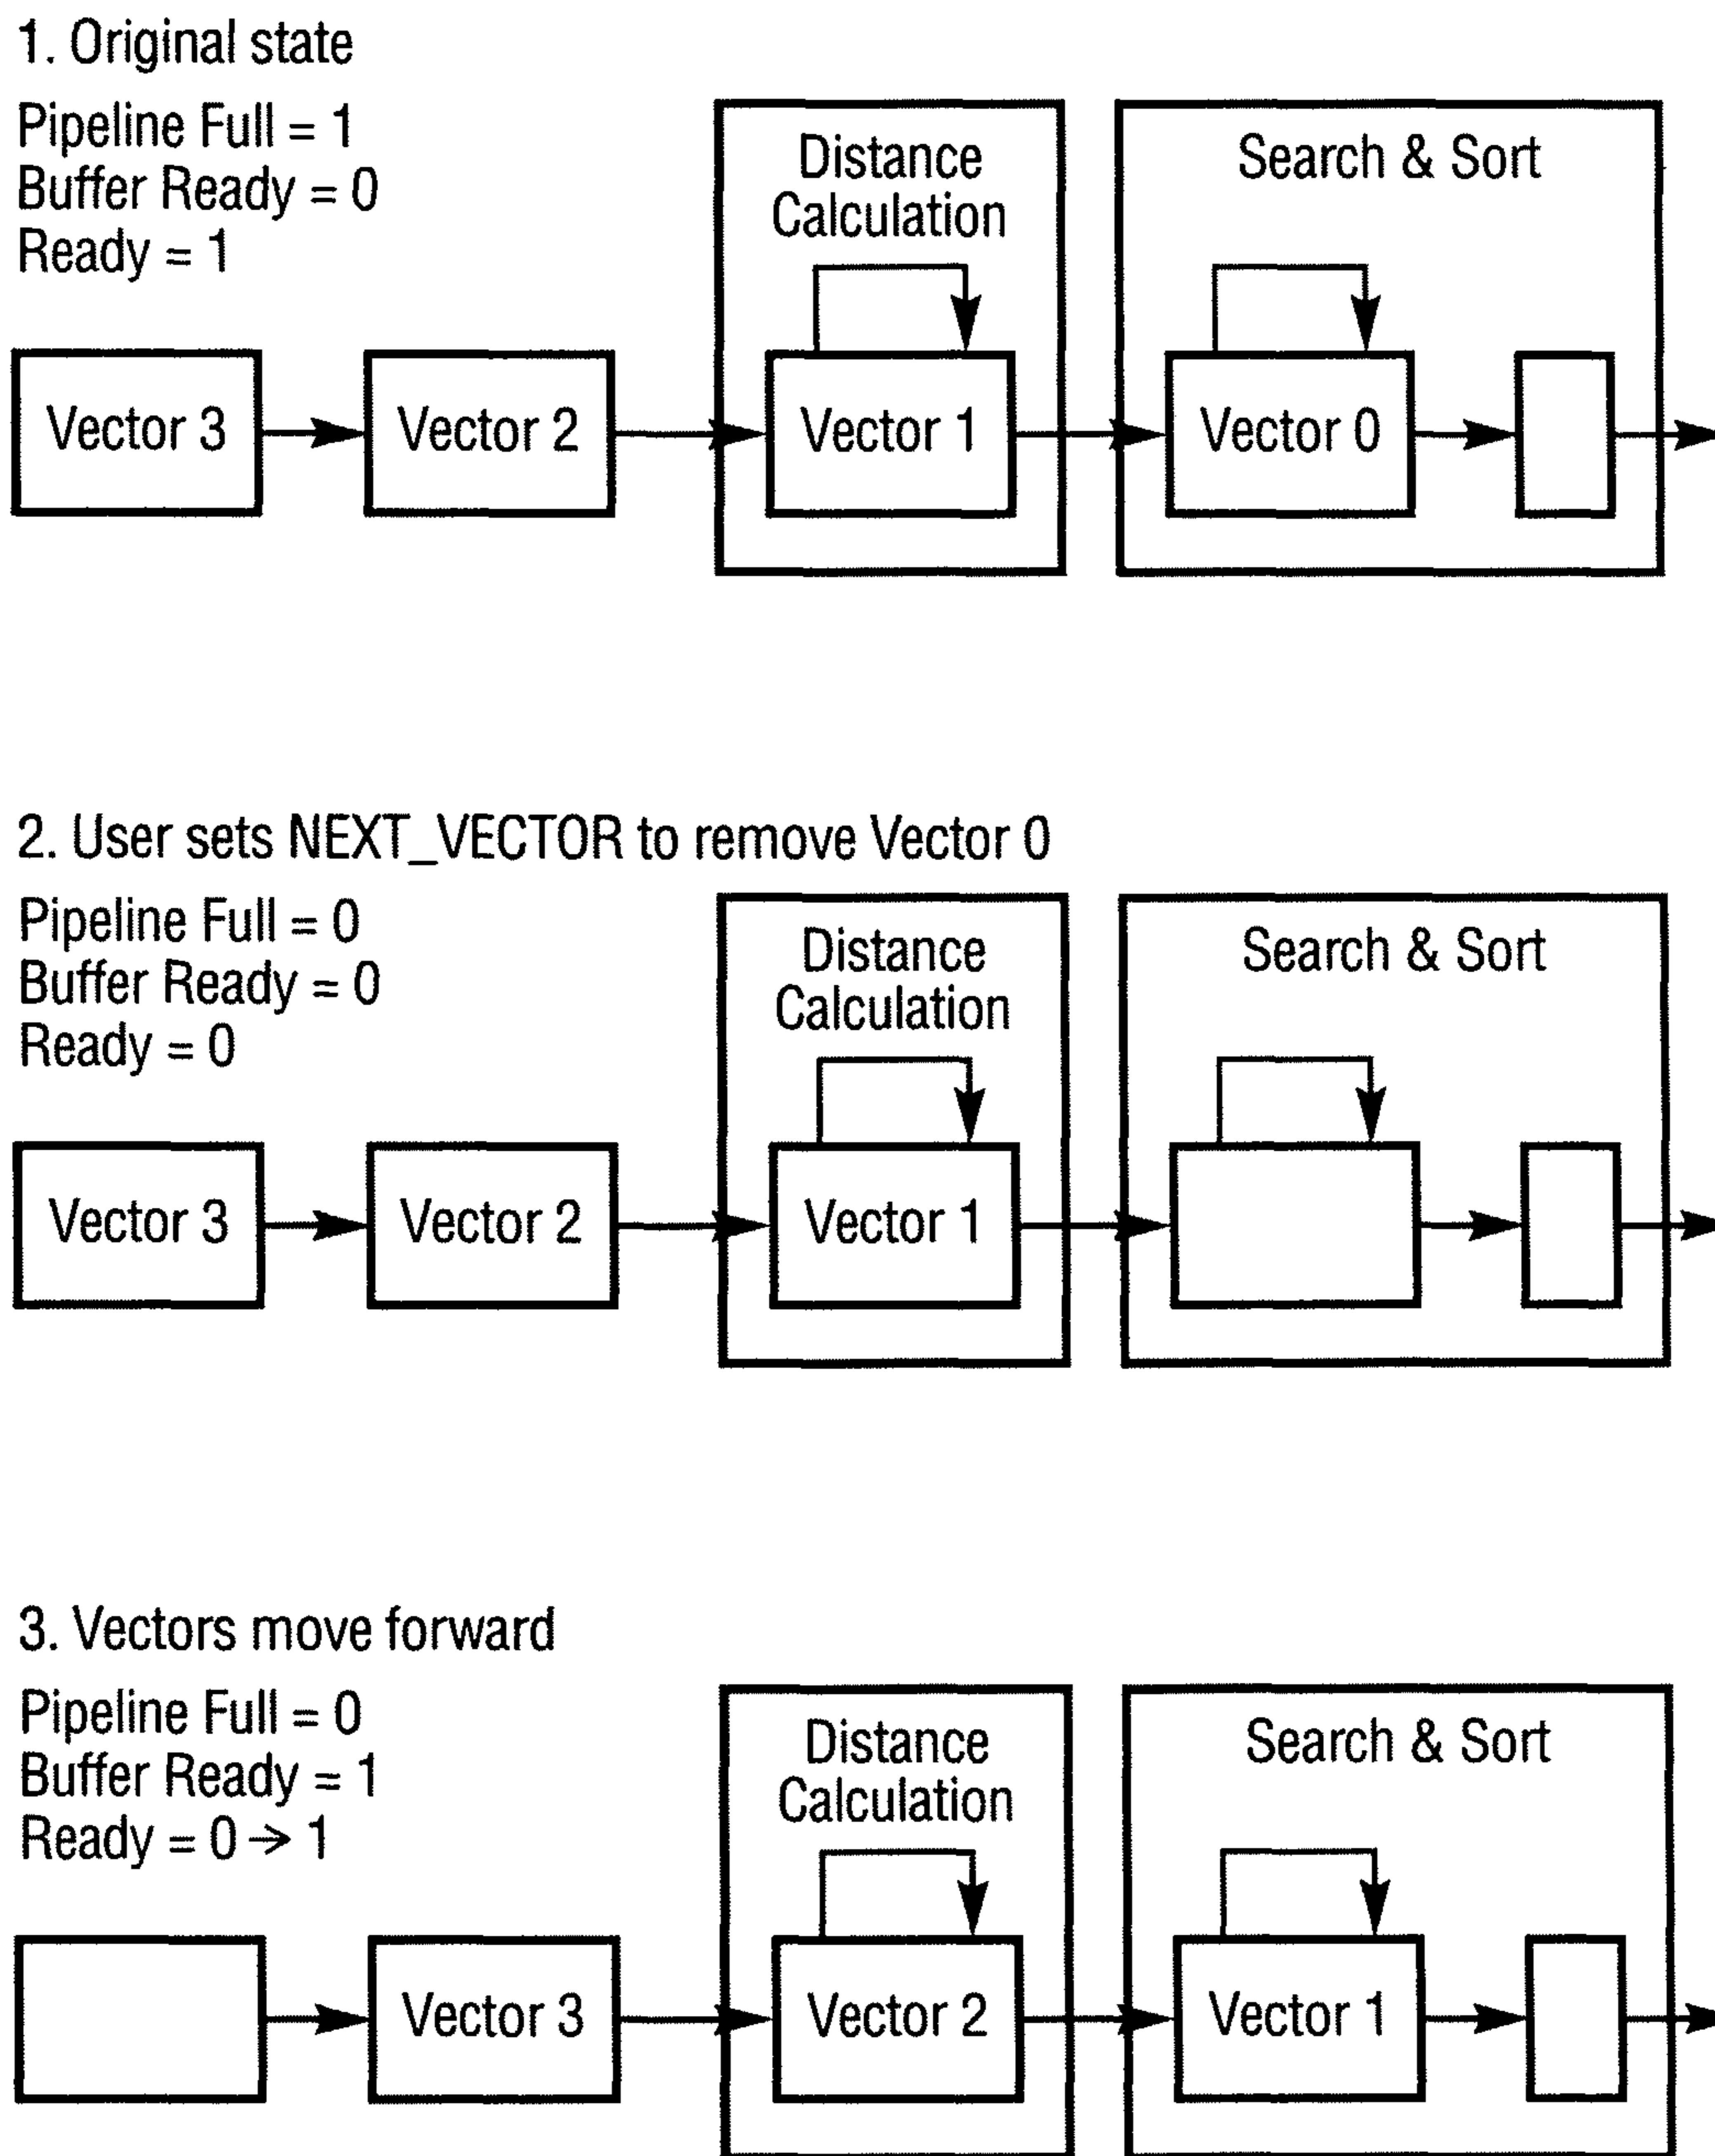 1. Original state
Pipeline Full = 1
Buffer Ready = 0
Ready = 1
Distance
Calculation
Search & Sort
Vector 3
Vector 2
Vector 1
Vector 0
2. User sets NEXT_VECTOR to remove Vector 0
Pipeline Full = 0
Buffer Ready = 0
Ready = 0
Distance
Calculation
Search & Sort
Vector 3
Vector 2
Vector 1
3. Vectors move forward
Pipeline Full = 0
Buffer Ready = 1
Ready = 0 → 1
Distance
Calculation
Search & Sort
Vector 3
Vector 2
Vector 1